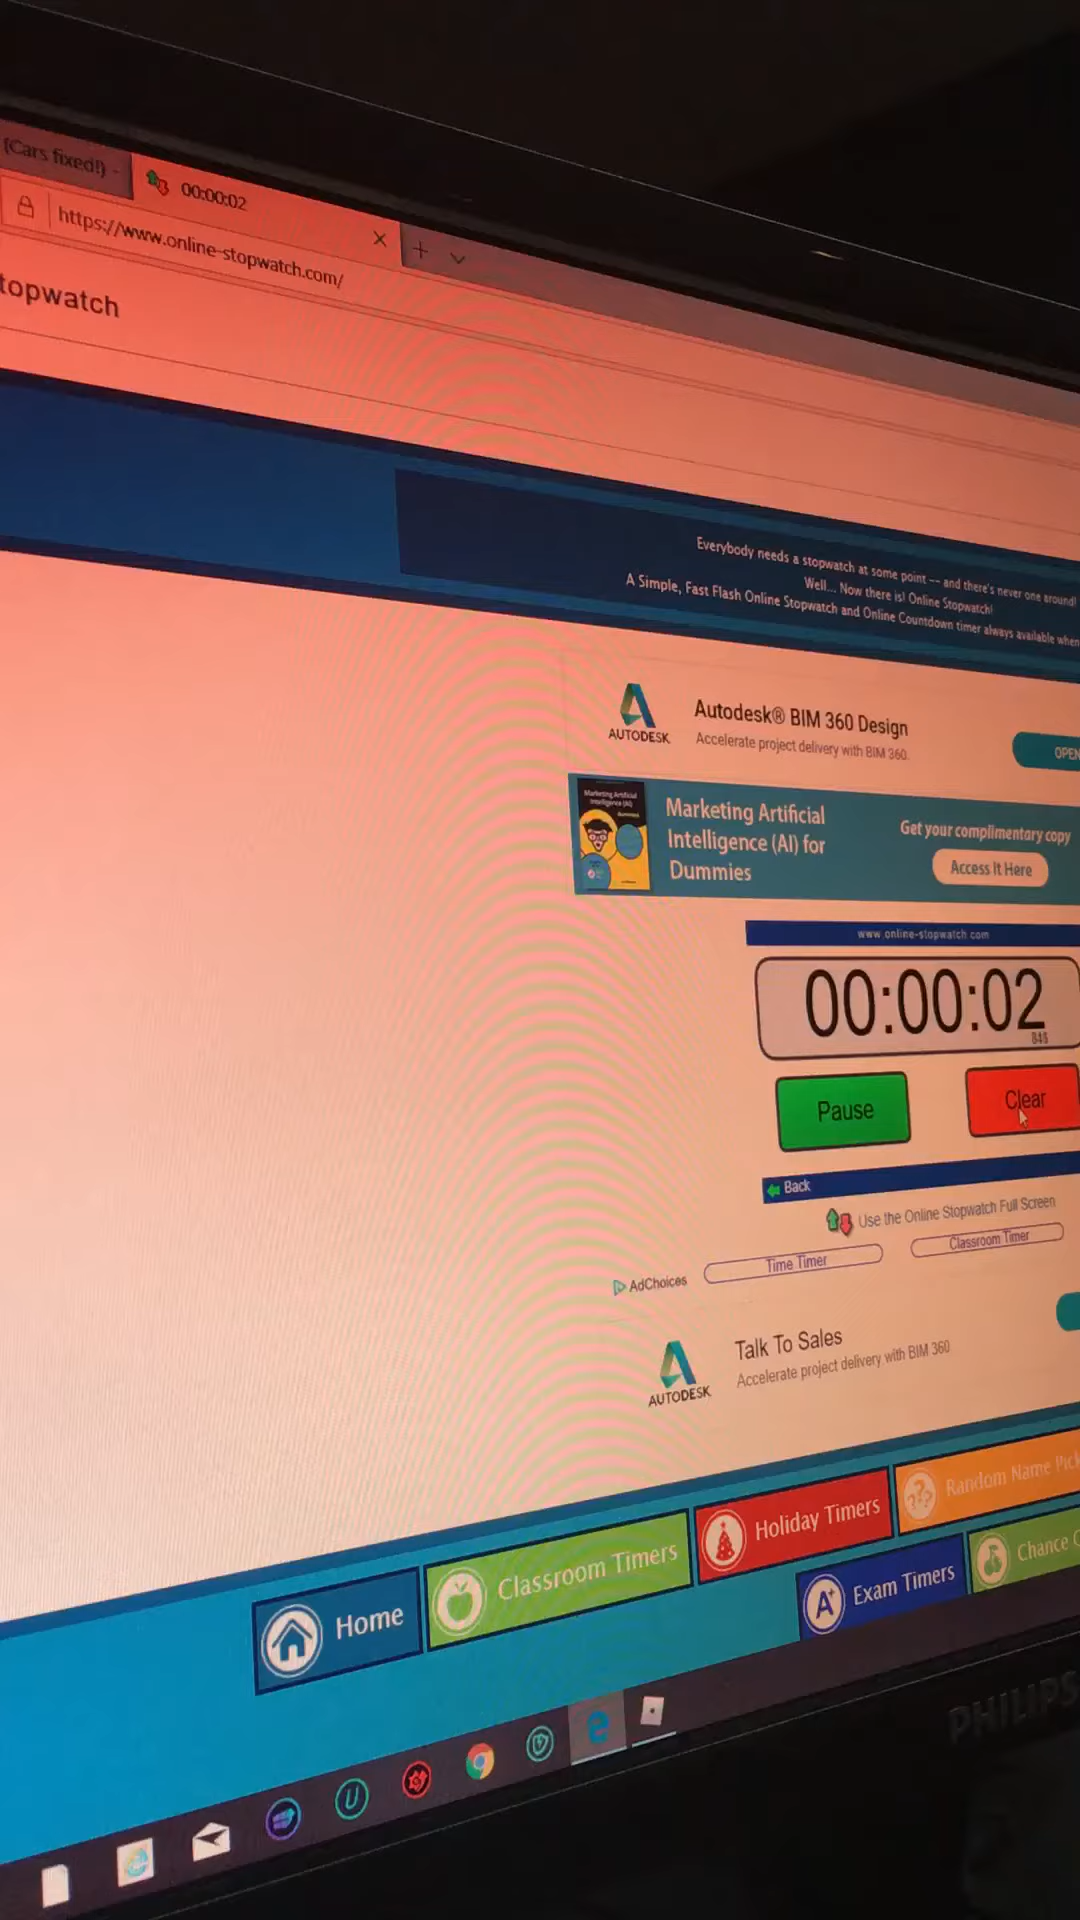 (Cars fixed!) -
00:00:02
https://www.online-stopwatch.com/
topwatch
Everybody needs a stopwatch at some point -- and there's never one around!
Well... Now there is! Online Stopwatch!
A Simple, Fast Flash Online Stopwatch and Online Countdown timer always available when
AUTODESK
Autodesk® BIM 360 Design
Accelerate project delivery with BIM 360.
OPEN
Marketing Artificial
Intelligence (AI)
dummies
Marketing Artificial
Intelligence (AI) for
Dummies
Get your complimentary copy
Access It Here
www.online-stopwatch.com
00:00:02
Pause
Clear
Back
Use the Online Stopwatch Full Screen
Time Timer
Classroom Timer
AdChoices
AUTODESK
Talk To Sales
Accelerate project delivery with BIM 360
Home
Classroom Timers
Holiday Timers
Random Name Pick
A+ Exam Timers
Chance
PHILIPS